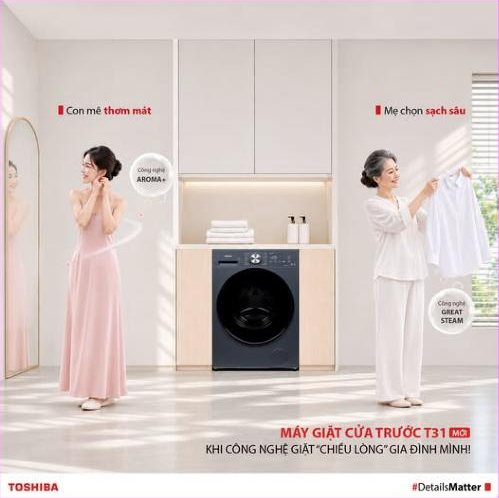 Con mê thơm mát
Mẹ chọn sạch sâu
Công nghệ
AROMA+
Công nghệ
GREAT
STEAM
MÁY GIẶT CỬA TRƯỚC T31 MỚI
KHI CÔNG NGHỆ GIẶT “CHIỀU LÒNG” GIA ĐÌNH MÌNH!
TOSHIBA
#DetailsMatter